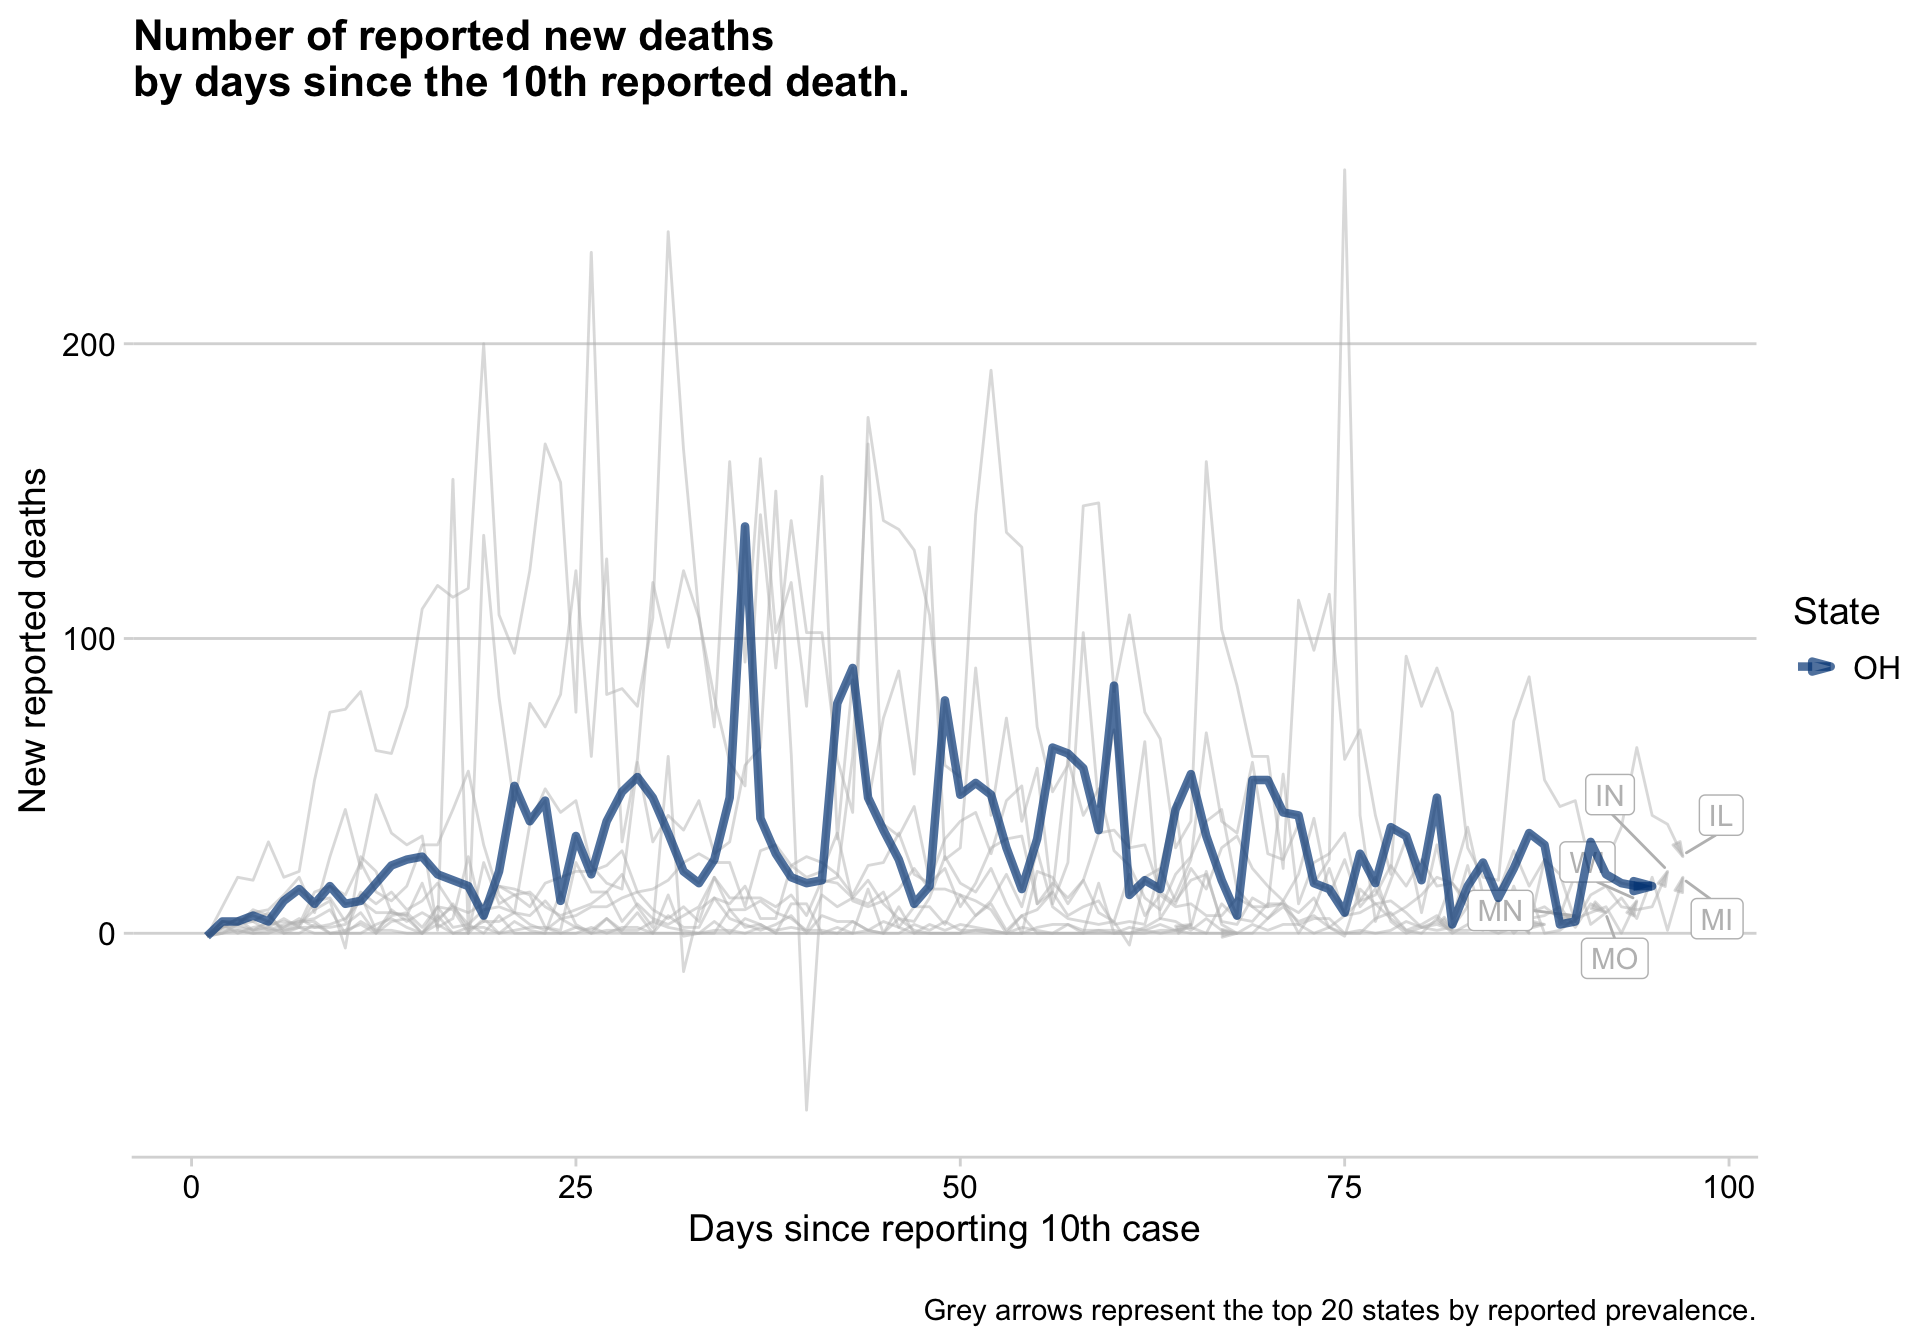 Number of reported new deaths
by days since the 10th reported death.
New reported deaths
200
100
0
IN
IL
MN
MI
MO
0
25
50
75
100
Days since reporting 10th case
State
OH
Grey arrows represent the top 20 states by reported prevalence.